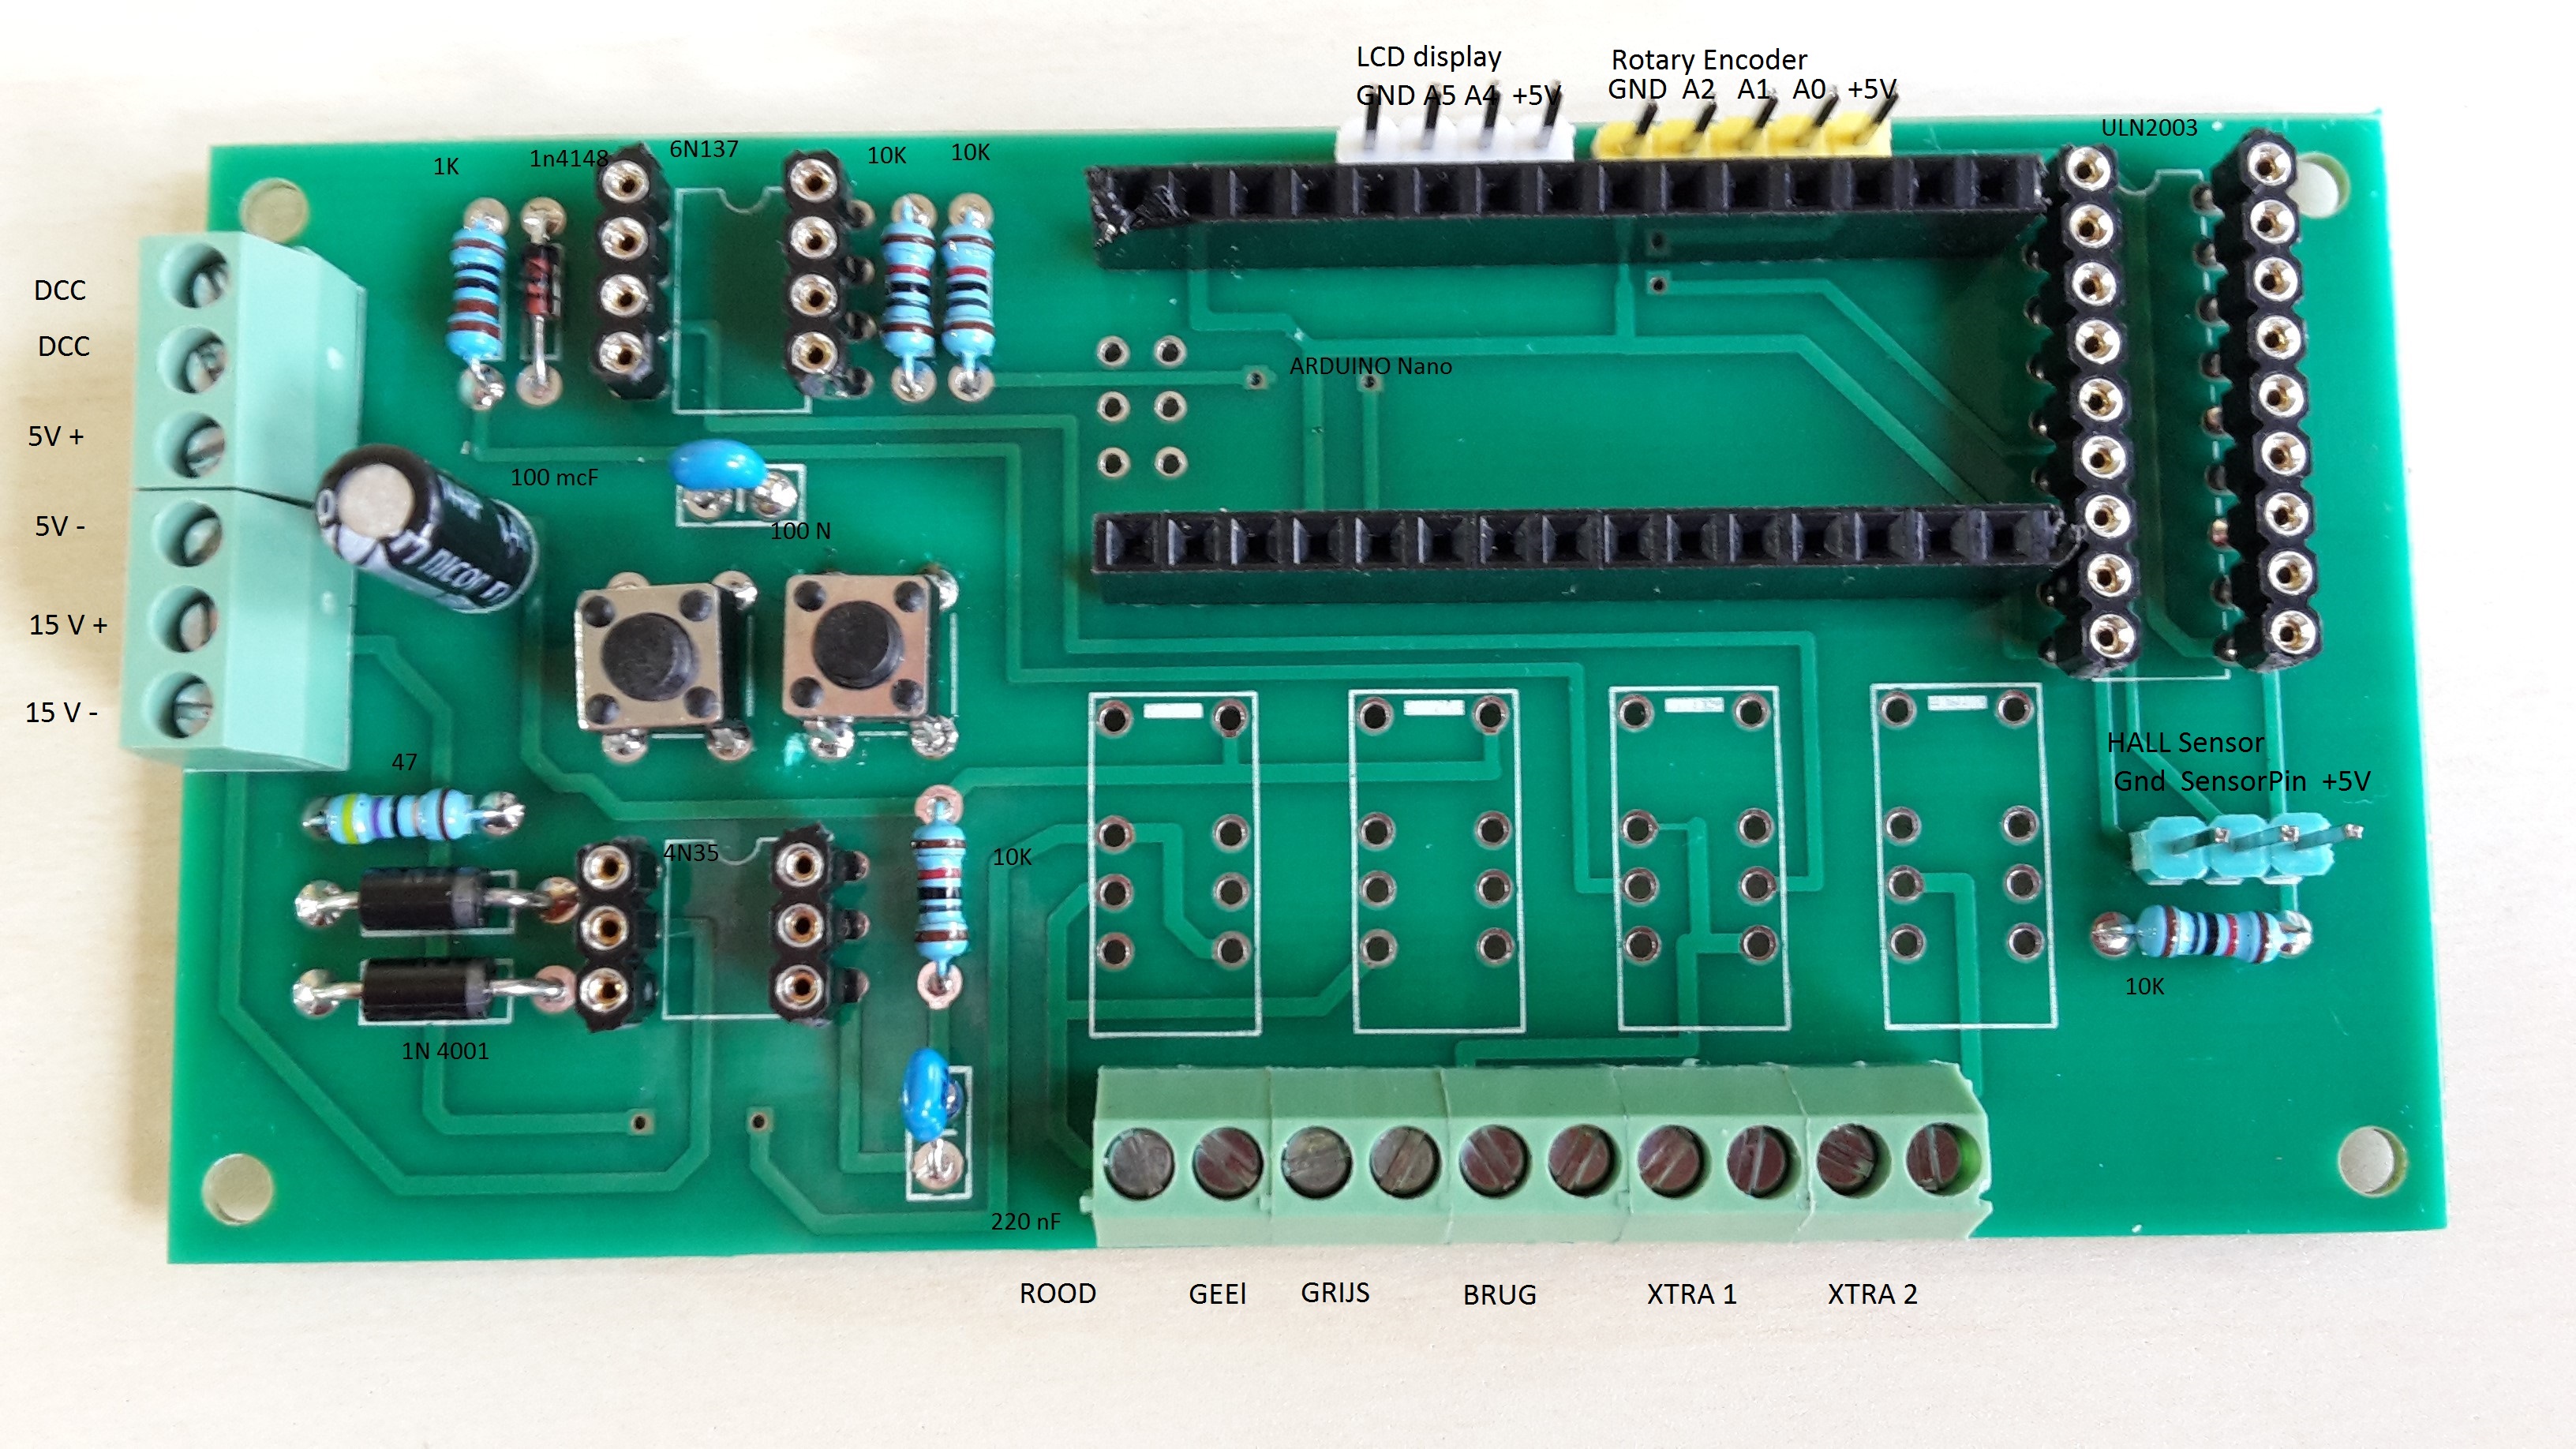 LCD display
Rotary Encoder
GND A5 A4 +5V
GND A2 A1 A0 +5V
ULN2003
1K
1n4148
6N137
10K
10K
DCC
DCC
5V +
5V -
15 V +
15 V -
ARDUINO Nano
100 mcF
100 N
47
4N35
10K
HALL Sensor
Gnd SensorPin +5V
10K
1N 4001
220 nF
ROOD
GEEl
GRIJS
BRUG
XTRA 1
XTRA 2